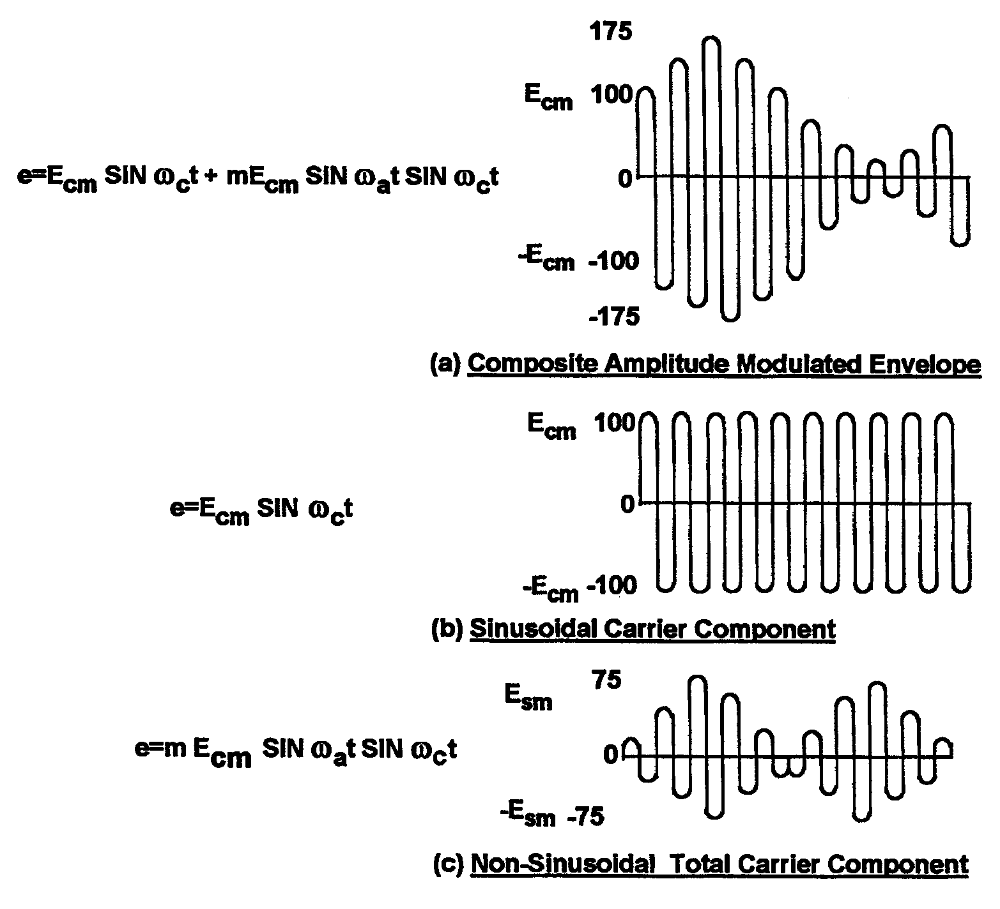 175
Ecm 100
e=Ecm SIN ωct + mEcm SIN ωat SIN ωct
0
-Ecm -100
-175
(a) Composite Amplitude Modulated Envelope
Ecm 100
e=Ecm SIN ωct
0
-Ecm -100
(b) Sinusoidal Carrier Component
75
Esm
e=m Ecm SIN ωat SIN ωct
0
-Esm -75
(c) Non-Sinusoidal Total Carrier Component